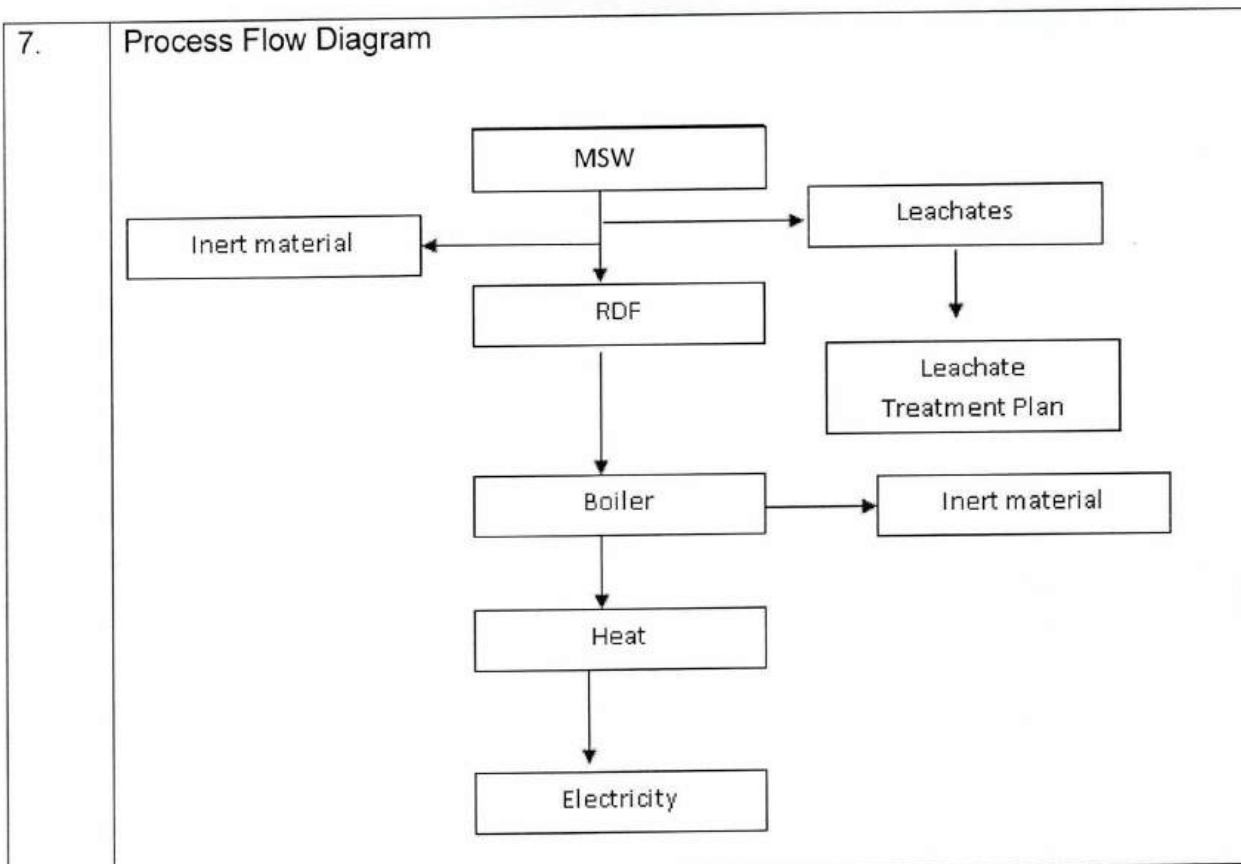 7.
Process Flow Diagram
MSW
Leachates
Inert material
RDF
Leachate
Treatment Plan
Boiler
Inert material
Heat
Electricity